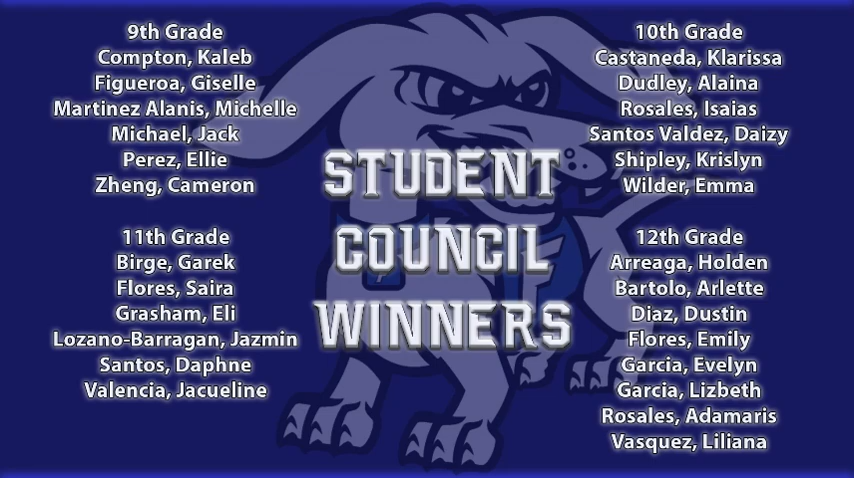 9th Grade
Compton, Kaleb
Figueroa, Giselle
Martinez Alanis, Michelle
Michael, Jack
Perez, Ellie
Zheng, Cameron
10th Grade
Castaneda, Klarissa
Dudley, Alaina
Rosales, Isaias
Santos Valdez, Daizy
Shipley, Krislyn
Wilder, Emma
STUDENT
COUNCIL
WINNERS
11th Grade
Birge, Garek
Flores, Saira
Grasham, Eli
Lozano-Barragan, Jazmin
Santos, Daphne
Valencia, Jacueline
12th Grade
Arreaga, Holden
Bartolo, Arlette
Diaz, Dustin
Flores, Emily
Garcia, Evelyn
Garcia, Lizbeth
Rosales, Adamaris
Vasquez, Liliana